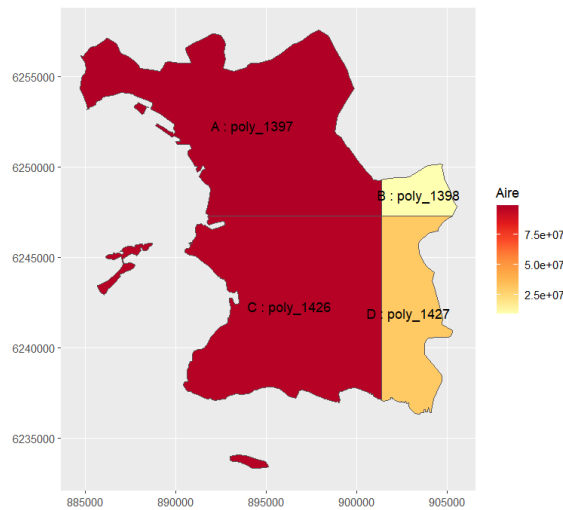 6255000
6250000
6245000
6240000
6235000
A : poly_1397
B : poly_1398
C : poly_1426
D : poly_1427
885000
890000
895000
900000
905000
Aire
7.5e+07
5.0e+07
2.5e+07